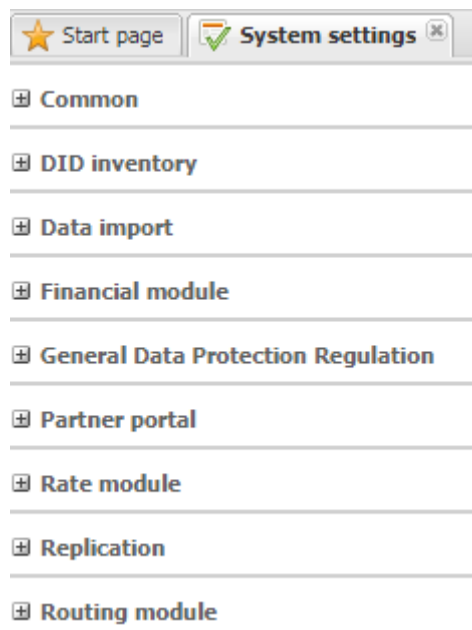 Start page System settings
Common
DID inventory
Data import
Financial module
General Data Protection Regulation
Partner portal
Rate module
Replication
Routing module